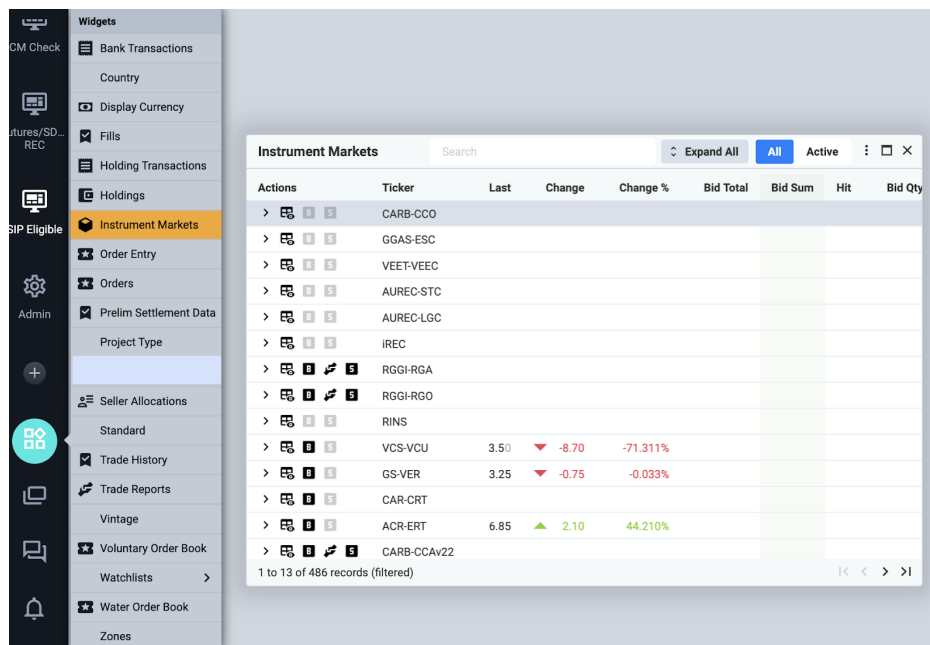 CM Check
utures/SD...
REC
SIP Eligible
Admin
Widgets
Bank Transactions
Country
Display Currency
Fills
Holding Transactions
Holdings
Instrument Markets
Order Entry
Orders
Prelim Settlement Data
Project Type
Seller Allocations
Standard
Trade History
Trade Reports
Vintage
Voluntary Order Book
Watchlists
Water Order Book
Zones
Instrument Markets Search Expand All All Active
Actions Ticker Last Change Change % Bid Total Bid Sum Hit Bid Qty
B S CARB-CCO
B S GGAS-ESC
B S VEET-VEEC
B S AUREC-STC
B S AUREC-LGC
B S iREC
B S RGGI-RGA
B S RGGI-RGO
B S RINS
B S VCS-VCU 3.50 -8.70 -71.311%
B S GS-VER 3.25 -0.75 -0.033%
B S CAR-CRT
B S ACR-ERT 6.85 2.10 44.210%
B S CARB-CCAv22
1 to 13 of 486 records (filtered)